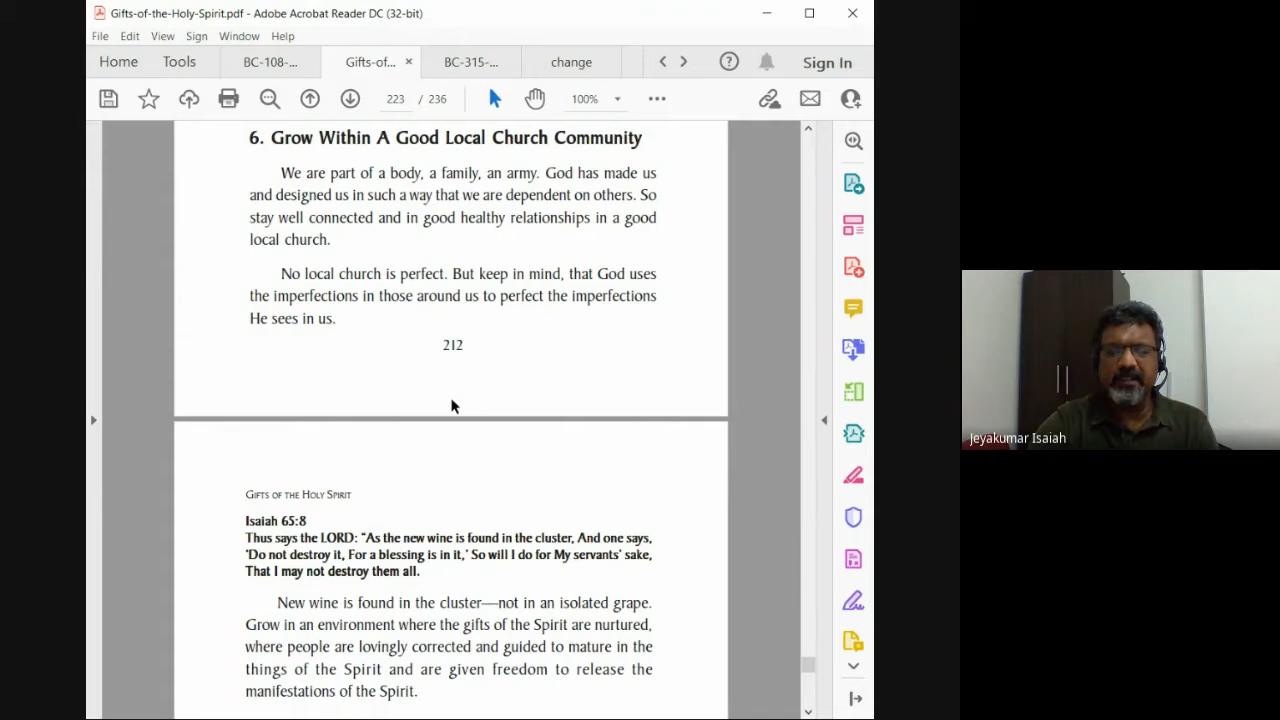 Gifts-of-the-Holy-Spirit.pdf - Adobe Acrobat Reader DC (32-bit)
File Edit View Sign Window Help
Home Tools BC-108-... Gifts-of... × BC-315-... change Sign In
223 / 236 100%
6. Grow Within A Good Local Church Community
We are part of a body, a family, an army. God has made us
and designed us in such a way that we are dependent on others. So
stay well connected and in good healthy relationships in a good
local church.
No local church is perfect. But keep in mind, that God uses
the imperfections in those around us to perfect the imperfections
He sees in us.
212
GIFTS OF THE HOLY SPIRIT
Isaiah 65:8
Thus says the LORD: “As the new wine is found in the cluster, And one says,
‘Do not destroy it, For a blessing is in it,’ So will I do for My servants’ sake,
That I may not destroy them all.
New wine is found in the cluster—not in an isolated grape.
Grow in an environment where the gifts of the Spirit are nurtured,
where people are lovingly corrected and guided to mature in the
things of the Spirit and are given freedom to release the
manifestations of the Spirit.
Jeyakumar Isaiah